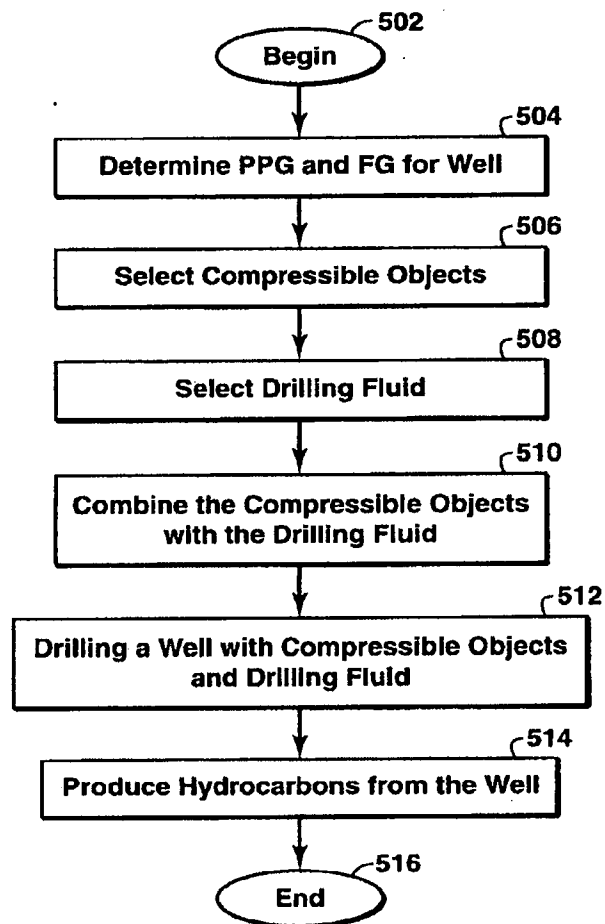 502
Begin
504
Determine PPG and FG for Well
506
Select Compressible Objects
508
Select Drilling Fluid
510
Combine the Compressible Objects
with the Drilling Fluid
512
Drilling a Well with Compressible Objects
and Drilling Fluid
514
Produce Hydrocarbons from the Well
516
End